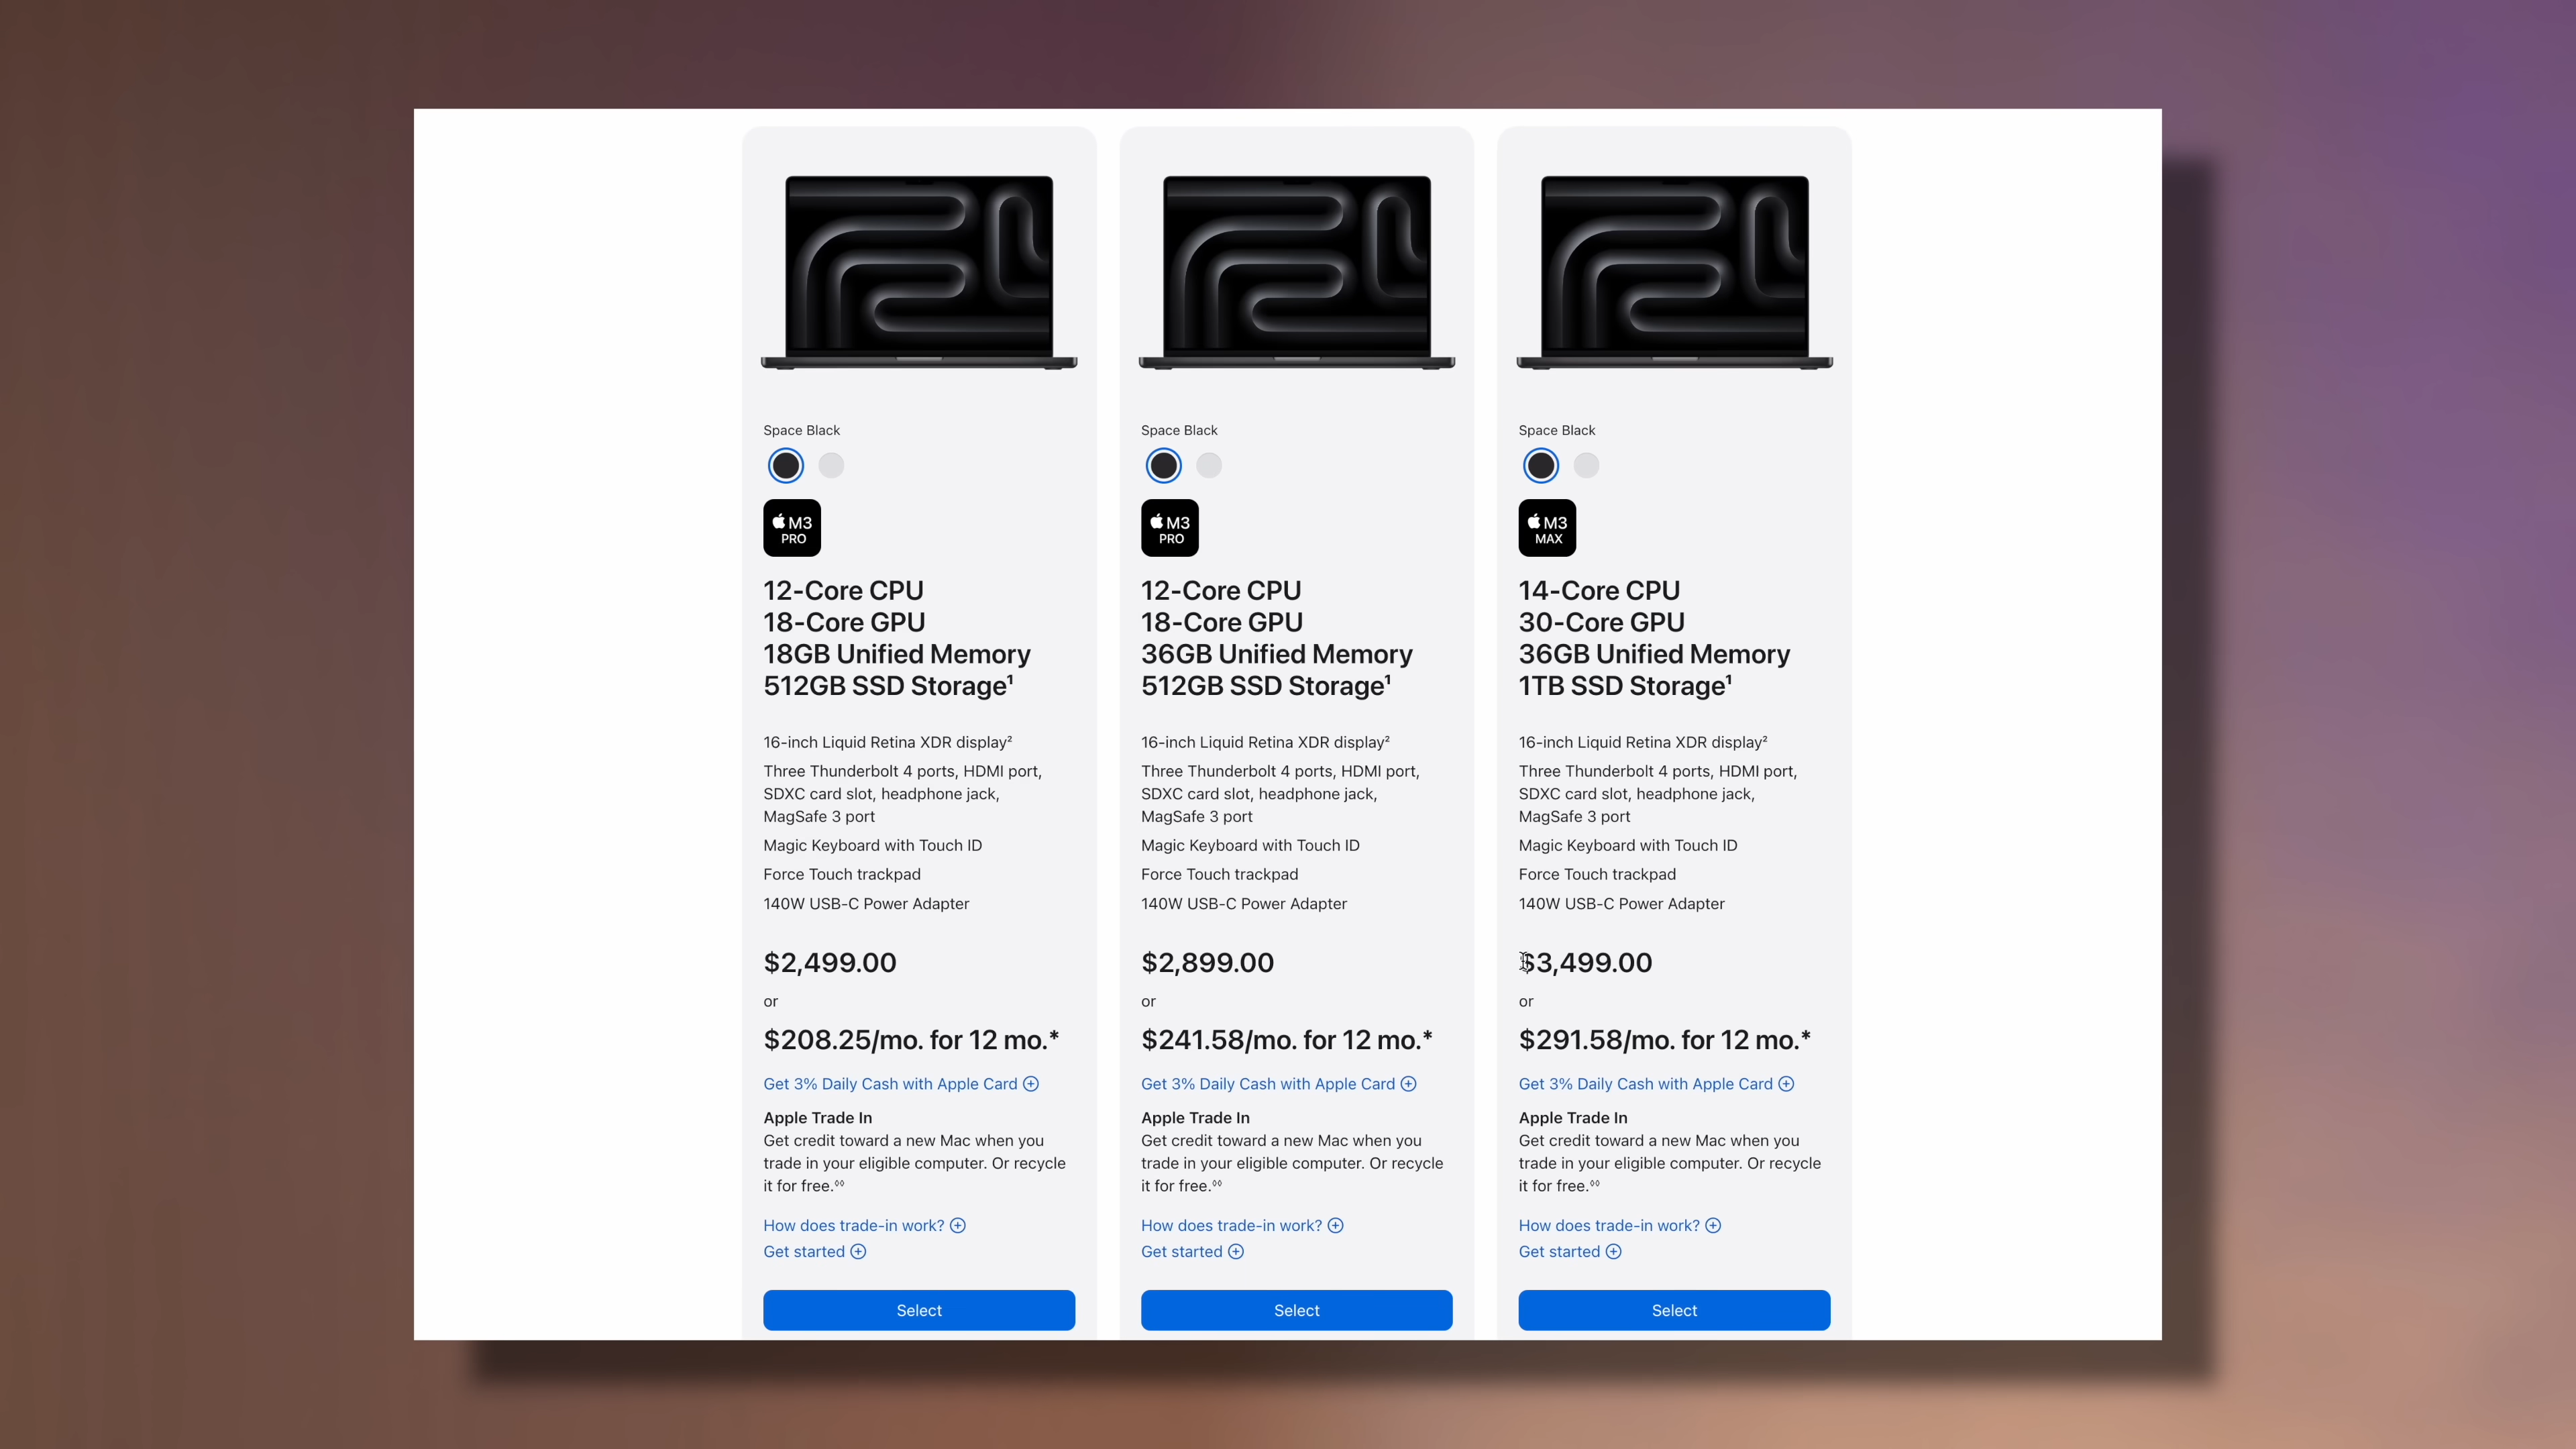 Space Black
M3
PRO
12-Core CPU
18-Core GPU
18GB Unified Memory
512GB SSD Storage¹
16-inch Liquid Retina XDR display²
Three Thunderbolt 4 ports, HDMI port,
SDXC card slot, headphone jack,
MagSafe 3 port
Magic Keyboard with Touch ID
Force Touch trackpad
140W USB-C Power Adapter
$2,499.00
or
$208.25/mo. for 12 mo.*
Get 3% Daily Cash with Apple Card
Apple Trade In
Get credit toward a new Mac when you
trade in your eligible computer. Or recycle
it for free.◊◊
How does trade-in work?
Get started
Select
Space Black
M3
PRO
12-Core CPU
18-Core GPU
36GB Unified Memory
512GB SSD Storage¹
16-inch Liquid Retina XDR display²
Three Thunderbolt 4 ports, HDMI port,
SDXC card slot, headphone jack,
MagSafe 3 port
Magic Keyboard with Touch ID
Force Touch trackpad
140W USB-C Power Adapter
$2,899.00
or
$241.58/mo. for 12 mo.*
Get 3% Daily Cash with Apple Card
Apple Trade In
Get credit toward a new Mac when you
trade in your eligible computer. Or recycle
it for free.◊◊
How does trade-in work?
Get started
Select
Space Black
M3
MAX
14-Core CPU
30-Core GPU
36GB Unified Memory
1TB SSD Storage¹
16-inch Liquid Retina XDR display²
Three Thunderbolt 4 ports, HDMI port,
SDXC card slot, headphone jack,
MagSafe 3 port
Magic Keyboard with Touch ID
Force Touch trackpad
140W USB-C Power Adapter
$3,499.00
or
$291.58/mo. for 12 mo.*
Get 3% Daily Cash with Apple Card
Apple Trade In
Get credit toward a new Mac when you
trade in your eligible computer. Or recycle
it for free.◊◊
How does trade-in work?
Get started
Select